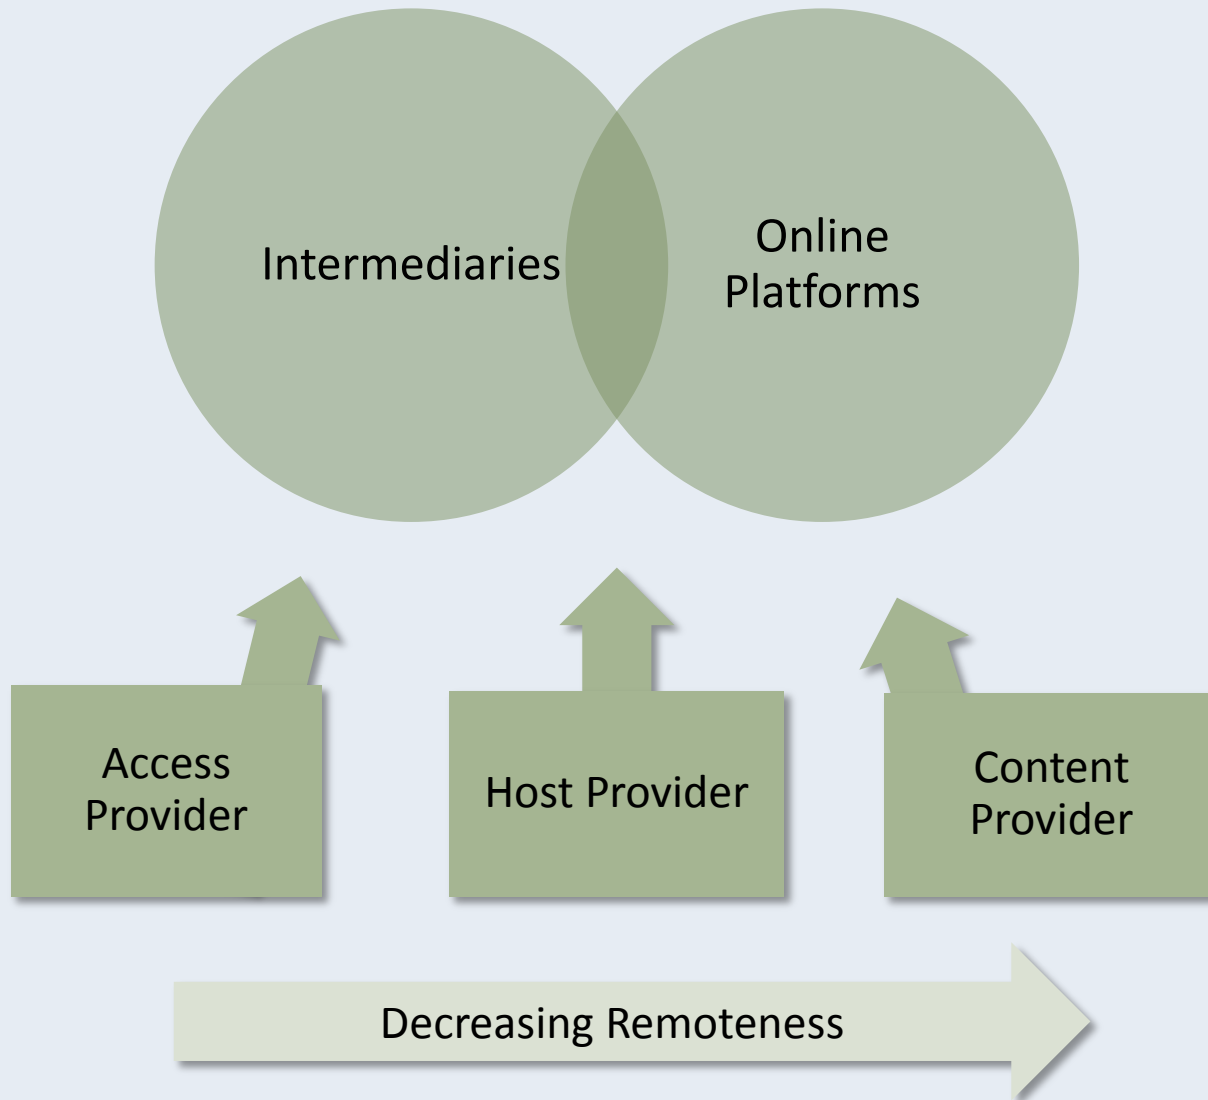 Intermediaries
Online
Platforms
Access
Provider
Host Provider
Content
Provider
Decreasing Remoteness